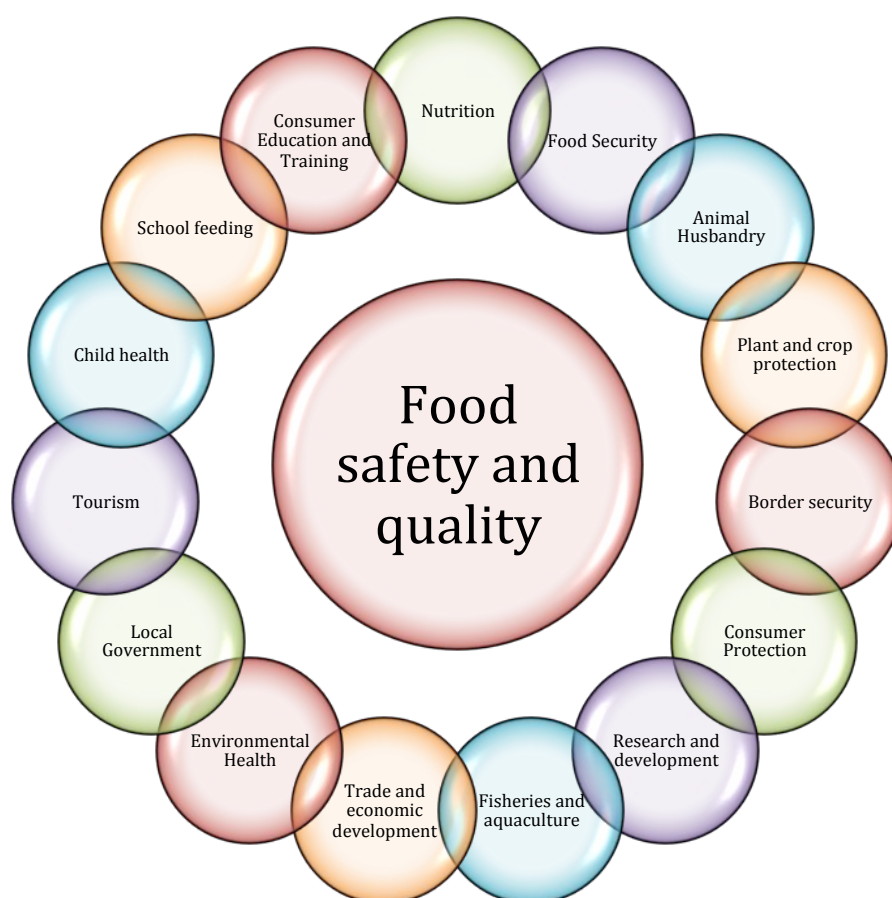 Nutrition
Food Security
Animal
Husbandry
Plant and crop
protection
Border security
Consumer
Protection
Research and
development
Fisheries and
aquaculture
Trade and
economic
development
Environmental
Health
Local
Government
Tourism
Child health
School feeding
Consumer
Education and
Training
Food
safety and
quality